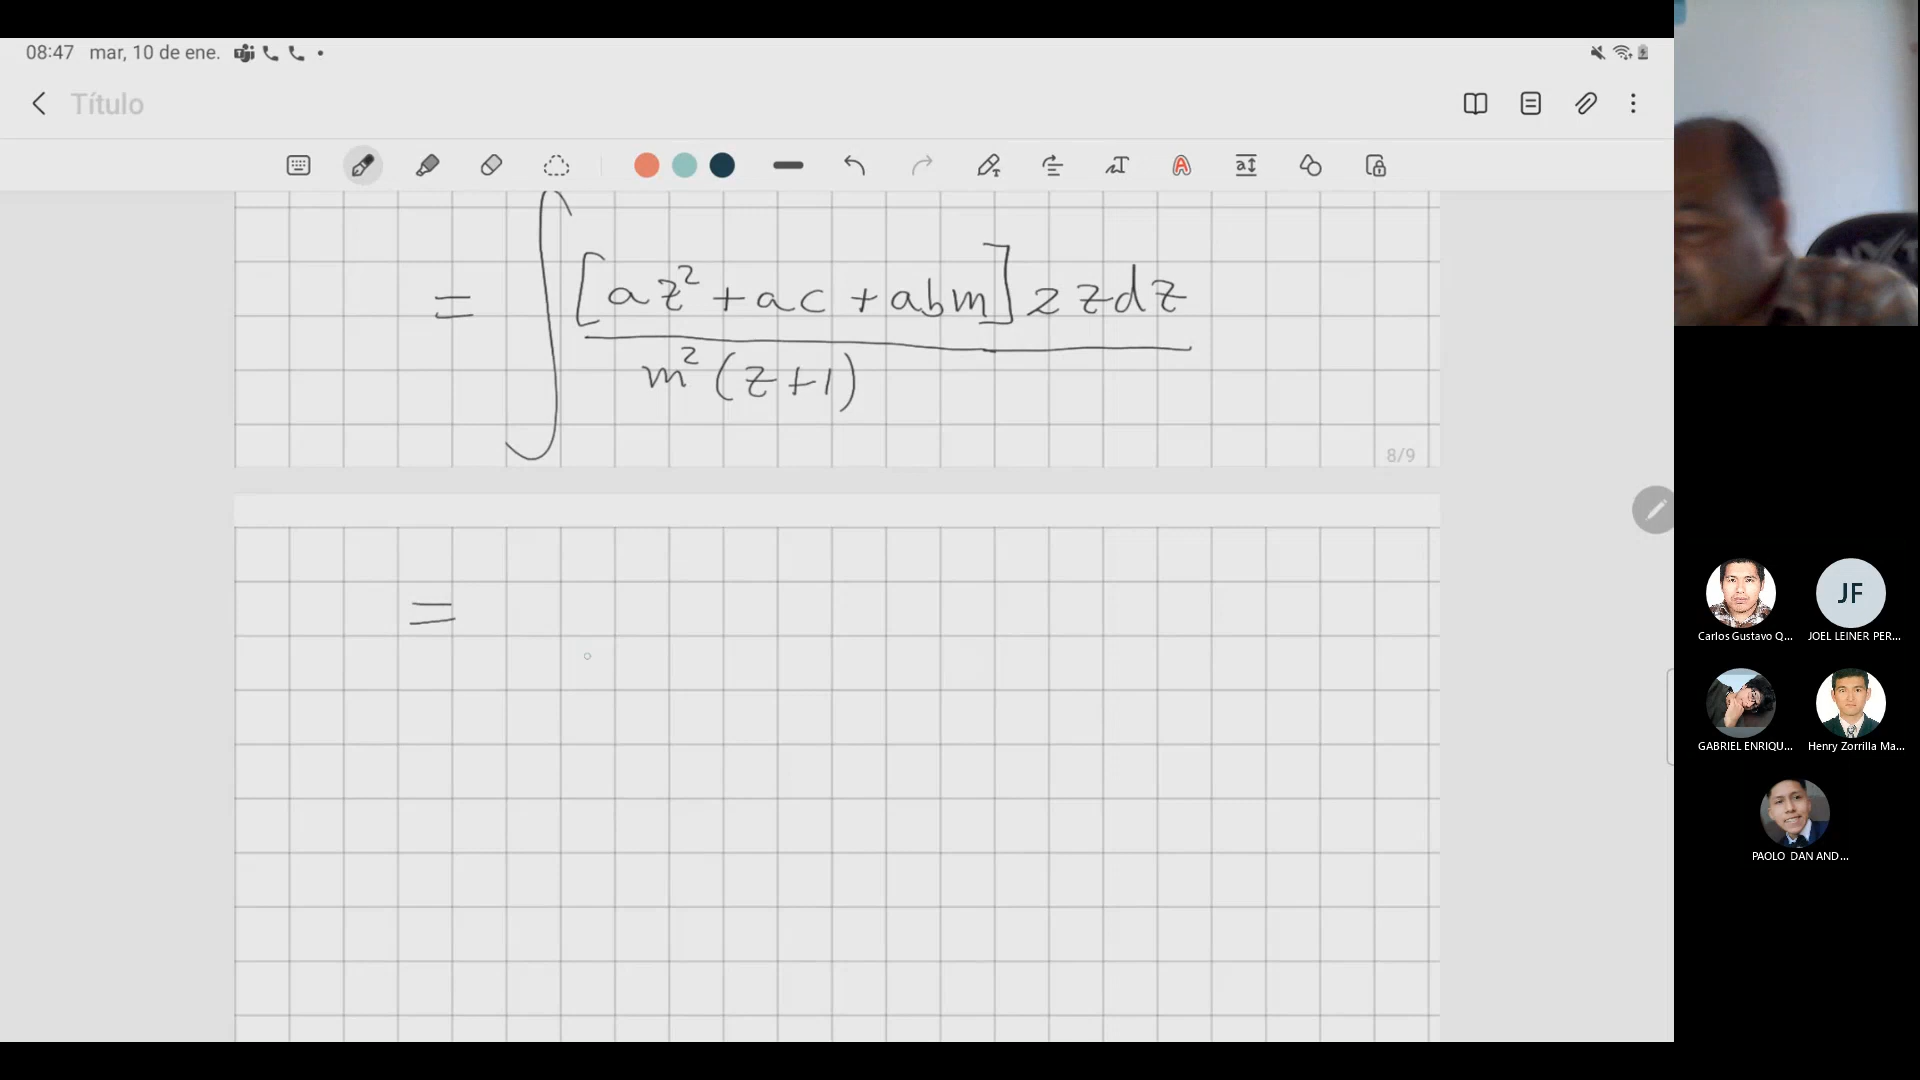 08:47 mar, 10 de ene.
Título
= ∫ [az² + ac + abm] 2 z dz
m² (z+1)
8/9
=
JF
Carlos Gustavo Q...
JOEL LEINER PER...
GABRIEL ENRIQU...
Henry Zorrilla Ma...
PAOLO DAN AND...